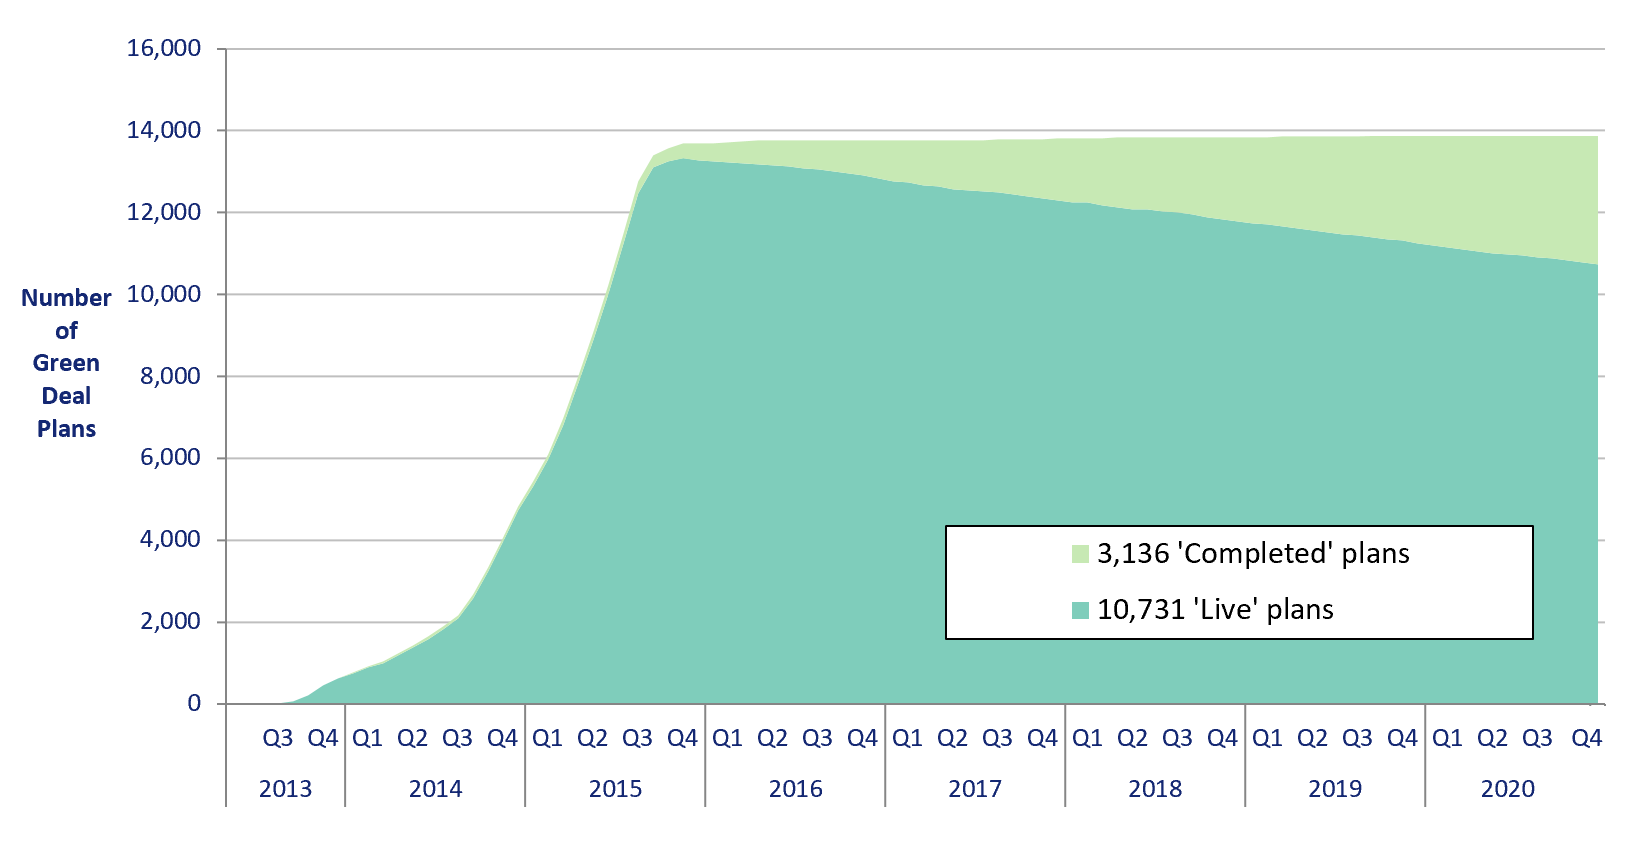 16,000
14,000
12,000
10,000
8,000
6,000
4,000
2,000
0
Number
of
Green
Deal
Plans
3,136 'Completed' plans
10,731 'Live' plans
Q3 Q4 Q1 Q2 Q3 Q4 Q1 Q2 Q3 Q4 Q1 Q2 Q3 Q4 Q1 Q2 Q3 Q4 Q1 Q2 Q3 Q4 Q1 Q2 Q3 Q4 Q1 Q2 Q3 Q4
2013 2014 2015 2016 2017 2018 2019 2020